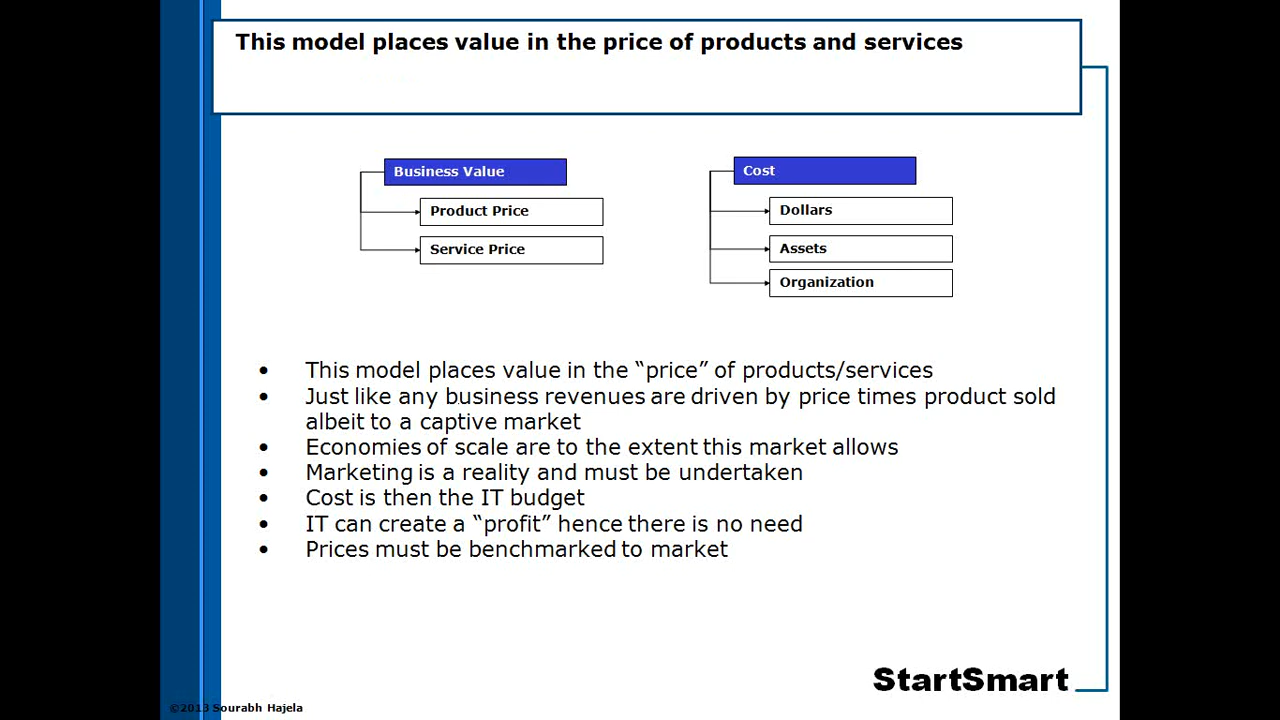 This model places value in the price of products and services
Business Value
Product Price
Service Price
Cost
Dollars
Assets
Organization
• This model places value in the “price” of products/services
• Just like any business revenues are driven by price times product sold
albeit to a captive market
• Economies of scale are to the extent this market allows
• Marketing is a reality and must be undertaken
• Cost is then the IT budget
• IT can create a “profit” hence there is no need
• Prices must be benchmarked to market
StartSmart
©2013 Sourabh Hajela